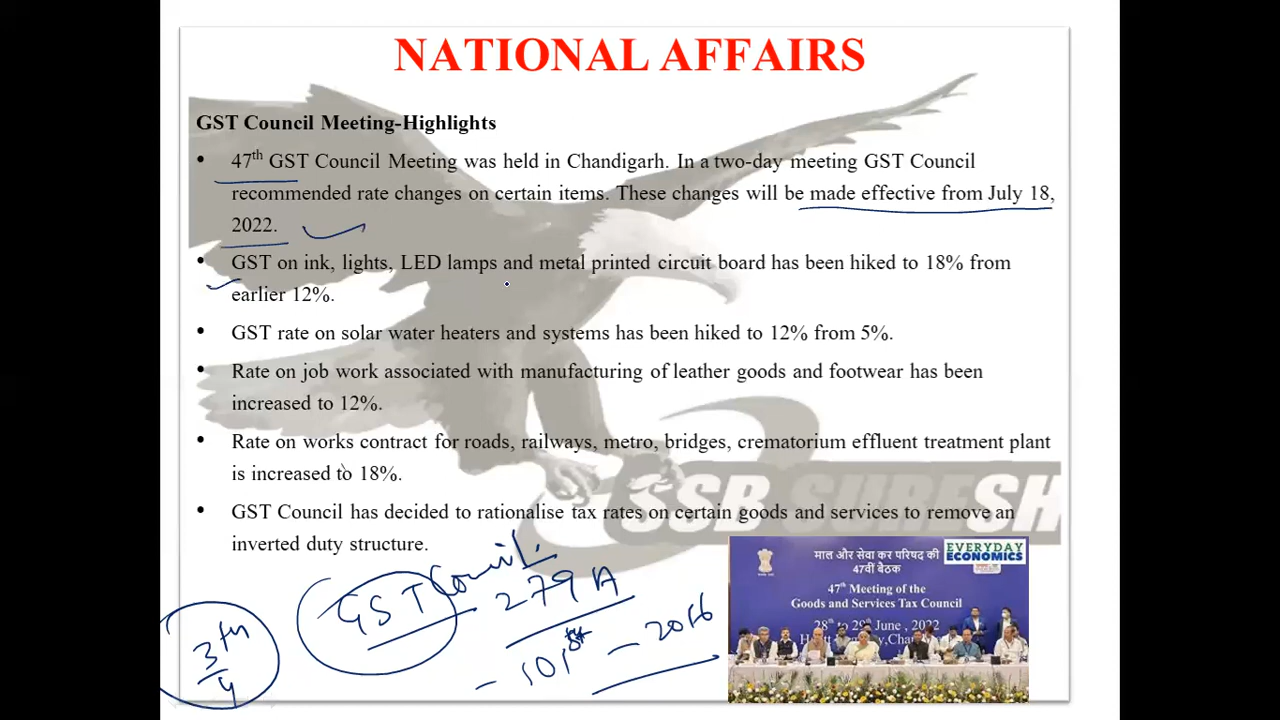 NATIONAL AFFAIRS
GST Council Meeting-Highlights
• 47th GST Council Meeting was held in Chandigarh. In a two-day meeting GST Council
recommended rate changes on certain items. These changes will be made effective from July 18,
2022.
• GST on ink, lights, LED lamps and metal printed circuit board has been hiked to 18% from
earlier 12%.
• GST rate on solar water heaters and systems has been hiked to 12% from 5%.
• Rate on job work associated with manufacturing of leather goods and footwear has been
increased to 12%.
• Rate on works contract for roads, railways, metro, bridges, crematorium effluent treatment plant
is increased to 18%.
SSB SURESH
• GST Council has decided to rationalise tax rates on certain goods and services to remove an
inverted duty structure.
GST Council
279 A
101st - 2016
3/4th
EVERYDAY
ECONOMICS
माल और सेवा कर परिषद की
47वीं बैठक
47th Meeting of the
Goods and Services Tax Council
28th to 29th June, 2022